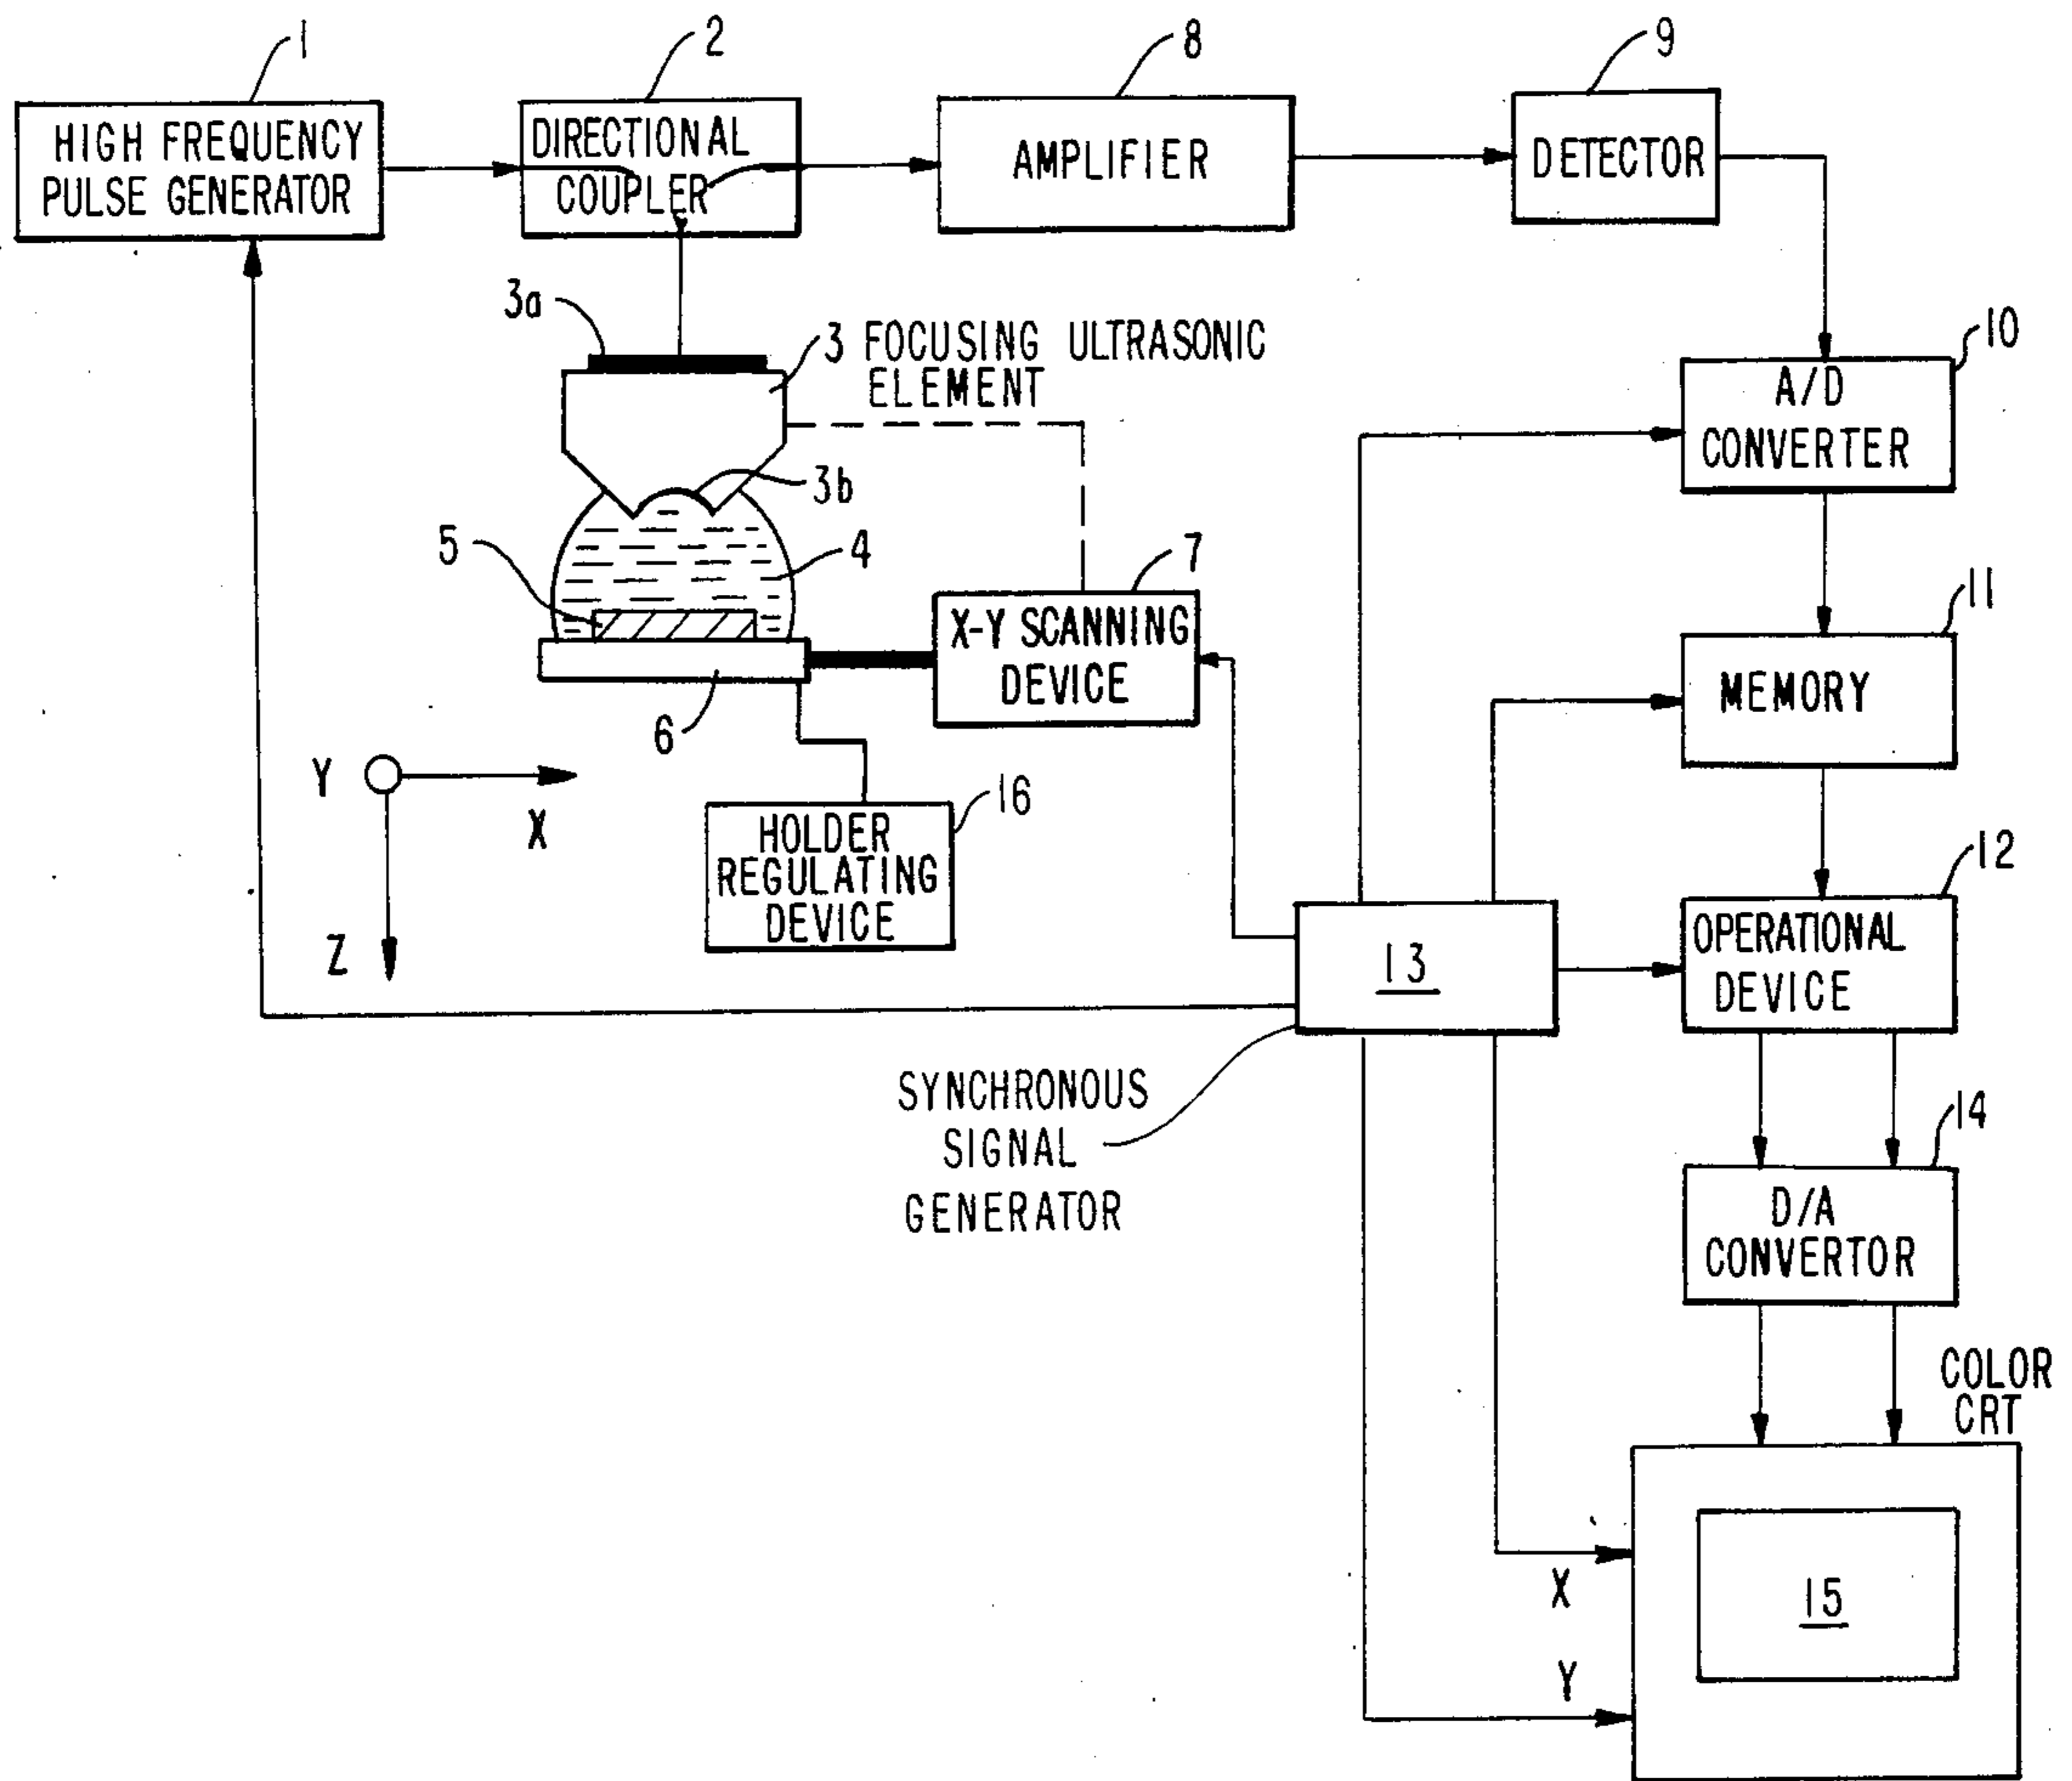 1
2
8
9
HIGH FREQUENCY
PULSE GENERATOR
DIRECTIONAL
COUPLER
AMPLIFIER
DETECTOR
3a
3 FOCUSING ULTRASONIC
ELEMENT
10
A/D
CONVERTER
3b
5
4
7
11
X-Y SCANNING
DEVICE
MEMORY
6
Y
X
Z
16
HOLDER
REGULATING
DEVICE
12
OPERATIONAL
DEVICE
13
SYNCHRONOUS
SIGNAL
GENERATOR
14
D/A
CONVERTOR
COLOR
CRT
X
15
Y